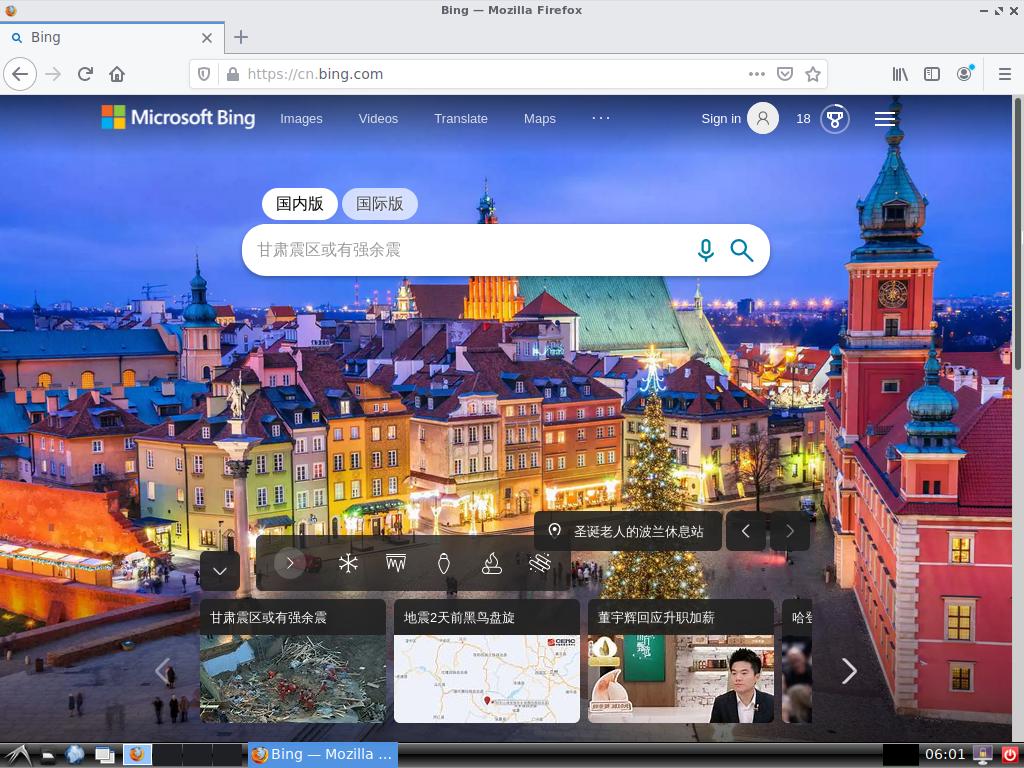 Bing — Mozilla Firefox
Bing
https://cn.bing.com
Microsoft Bing
Images
Videos
Translate
Maps
Sign in
18
国内版
国际版
甘肃震区或有强余震
圣诞老人的波兰休息站
甘肃震区或有强余震
地震2天前黑鸟盘旋
董宇辉回应升职加薪
哈登
CEMC
Bing — Mozilla ...
06:01